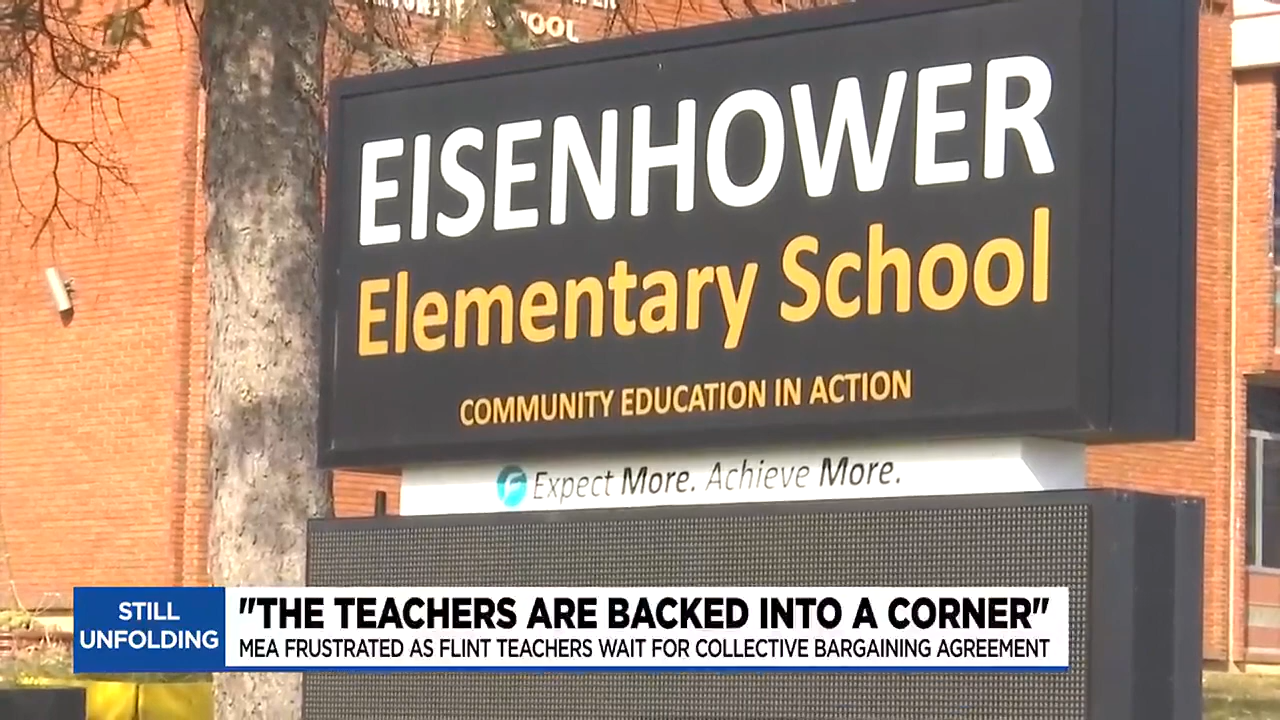 OOL
EISENHOWER
Elementary School
COMMUNITY EDUCATION IN ACTION
Expect More. Achieve More.
STILL
UNFOLDING
"THE TEACHERS ARE BACKED INTO A CORNER"
MEA FRUSTRATED AS FLINT TEACHERS WAIT FOR COLLECTIVE BARGAINING AGREEMENT